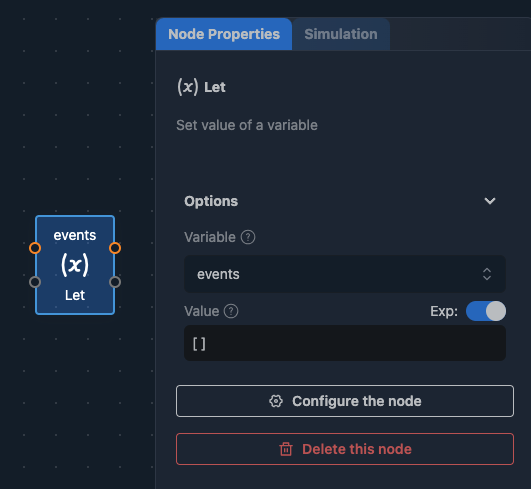 Node Properties
Simulation
(x) Let
Set value of a variable
Options
Variable ?
events
Value ?
Exp:
[]
Configure the node
Delete this node
events
(x)
Let